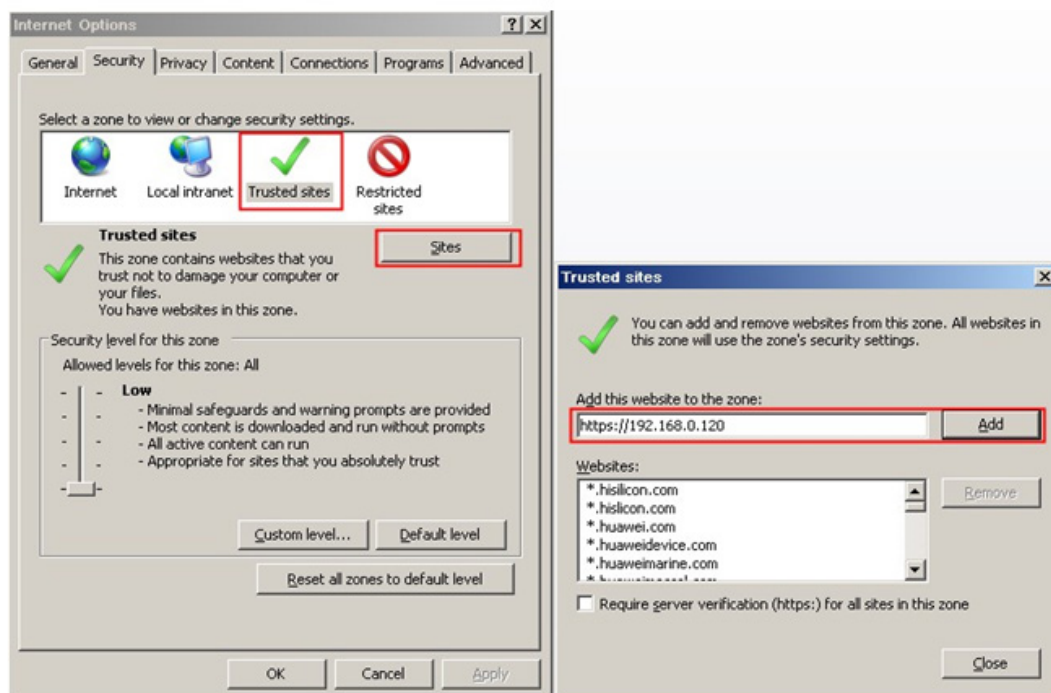 Internet Options
General Security Privacy Content Connections Programs Advanced
Select a zone to view or change security settings.
Internet
Local intranet
Trusted sites
Restricted
sites
Trusted sites
Sites
This zone contains websites that you
trust not to damage your computer or
your files.
You have websites in this zone.
Security level for this zone
Allowed levels for this zone: All
Low
- Minimal safeguards and warning prompts are provided
- Most content is downloaded and run without prompts
- All active content can run
- Appropriate for sites that you absolutely trust
Custom level... Default level
Reset all zones to default level
OK Cancel Apply
Trusted sites
You can add and remove websites from this zone. All websites in
this zone will use the zone's security settings.
Add this website to the zone:
https://192.168.0.120 Add
Websites:
*.hisilicon.com
*.hislicon.com
*.huawei.com
*.huaweidevice.com
*.huaweimarine.com
Remove
Require server verification (https:) for all sites in this zone
Close